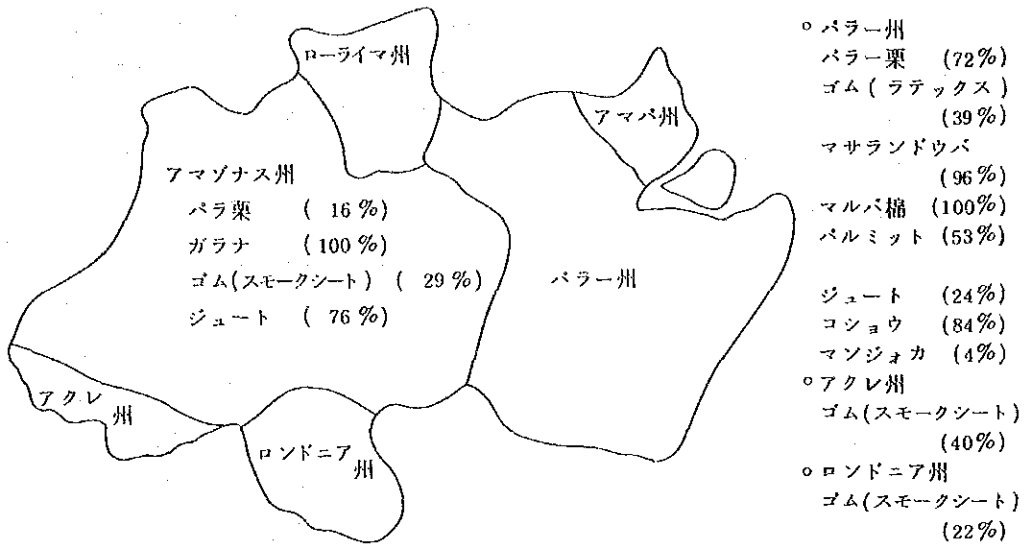 ローライマ州
アマパ州
アマゾナス州
パラ栗 ( 16%)
ガラナ (100%)
ゴム(スモークシート) ( 29%)
ジュート ( 76%)
パラー州
アクレ
州
ロンドニア
州
○パラー州
パラー栗 (72%)
ゴム(ラテックス)
(39%)
マサランドウバ
(96%)
マルバ棉 (100%)
パルミット (53%)
ジュート (24%)
コショウ (84%)
マンジョカ (4%)
○アクレ州
ゴム(スモークシート)
(40%)
○ロンドニア州
ゴム(スモークシート)
(22%)